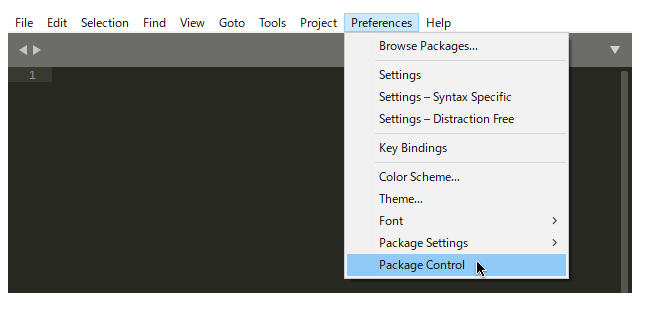 File Edit Selection Find View Goto Tools Project Preferences Help
Browse Packages...
1
Settings
Settings – Syntax Specific
Settings – Distraction Free
Key Bindings
Color Scheme...
Theme...
Font
Package Settings
Package Control